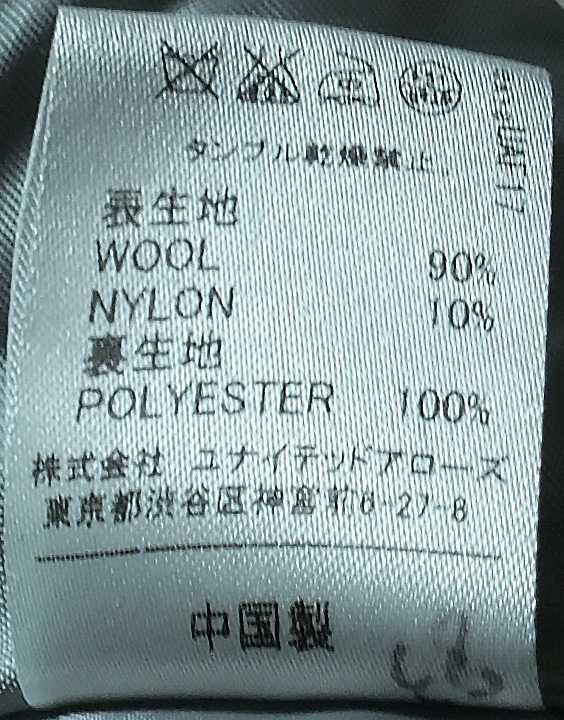 タンブル乾燥禁止。
表生地
WOOL 90%
NYLON 10%
裏生地
POLYESTER 100%
株式会社 ユナイテッドアローズ
東京都渋谷区神宮前6-27-8
中国製